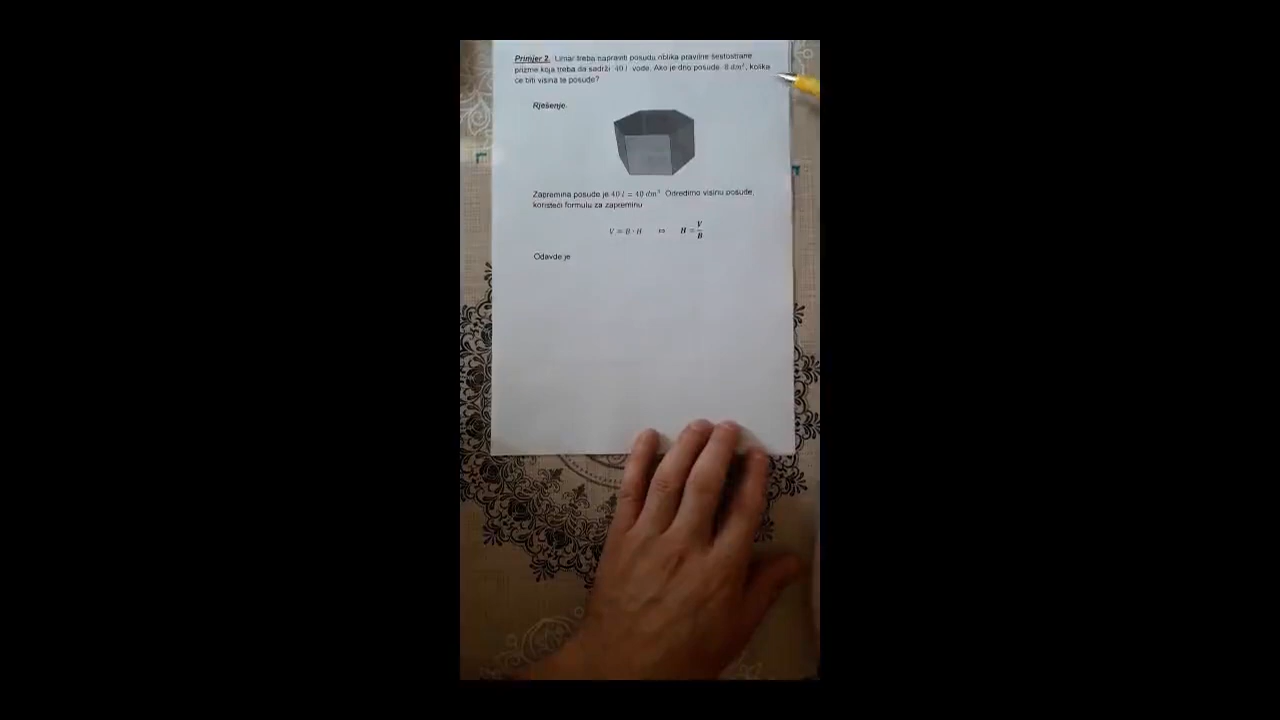 Primjer 2. Limar treba napraviti posudu oblika pravilne šestostrane
prizme koja treba da sadrži 40 l vode. Ako je dno posude 8 dm², kolika
će biti visina te posude?
Rješenje.
Zapremina posude je 40 l = 40 dm³. Odredimo visinu posude,
koristeći formulu za zapreminu
V = B · H ⇔ H = V/B
Odavde je